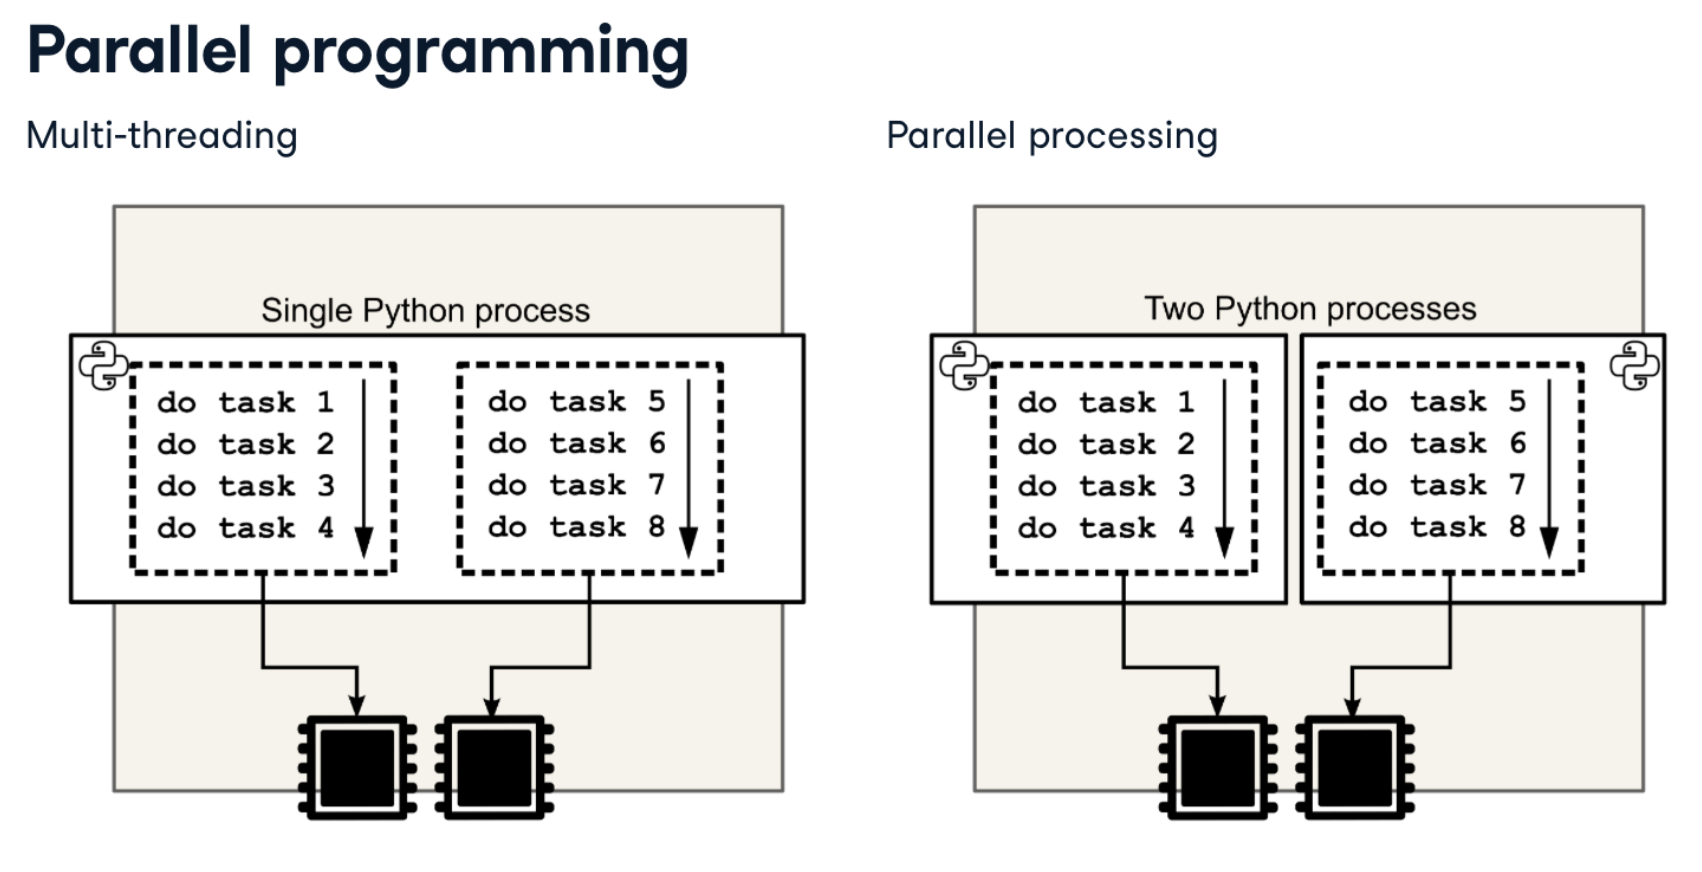 Parallel programming
Multi-threading
Single Python process
do task 1
do task 2
do task 3
do task 4
do task 5
do task 6
do task 7
do task 8
Parallel processing
Two Python processes
do task 1
do task 2
do task 3
do task 4
do task 5
do task 6
do task 7
do task 8